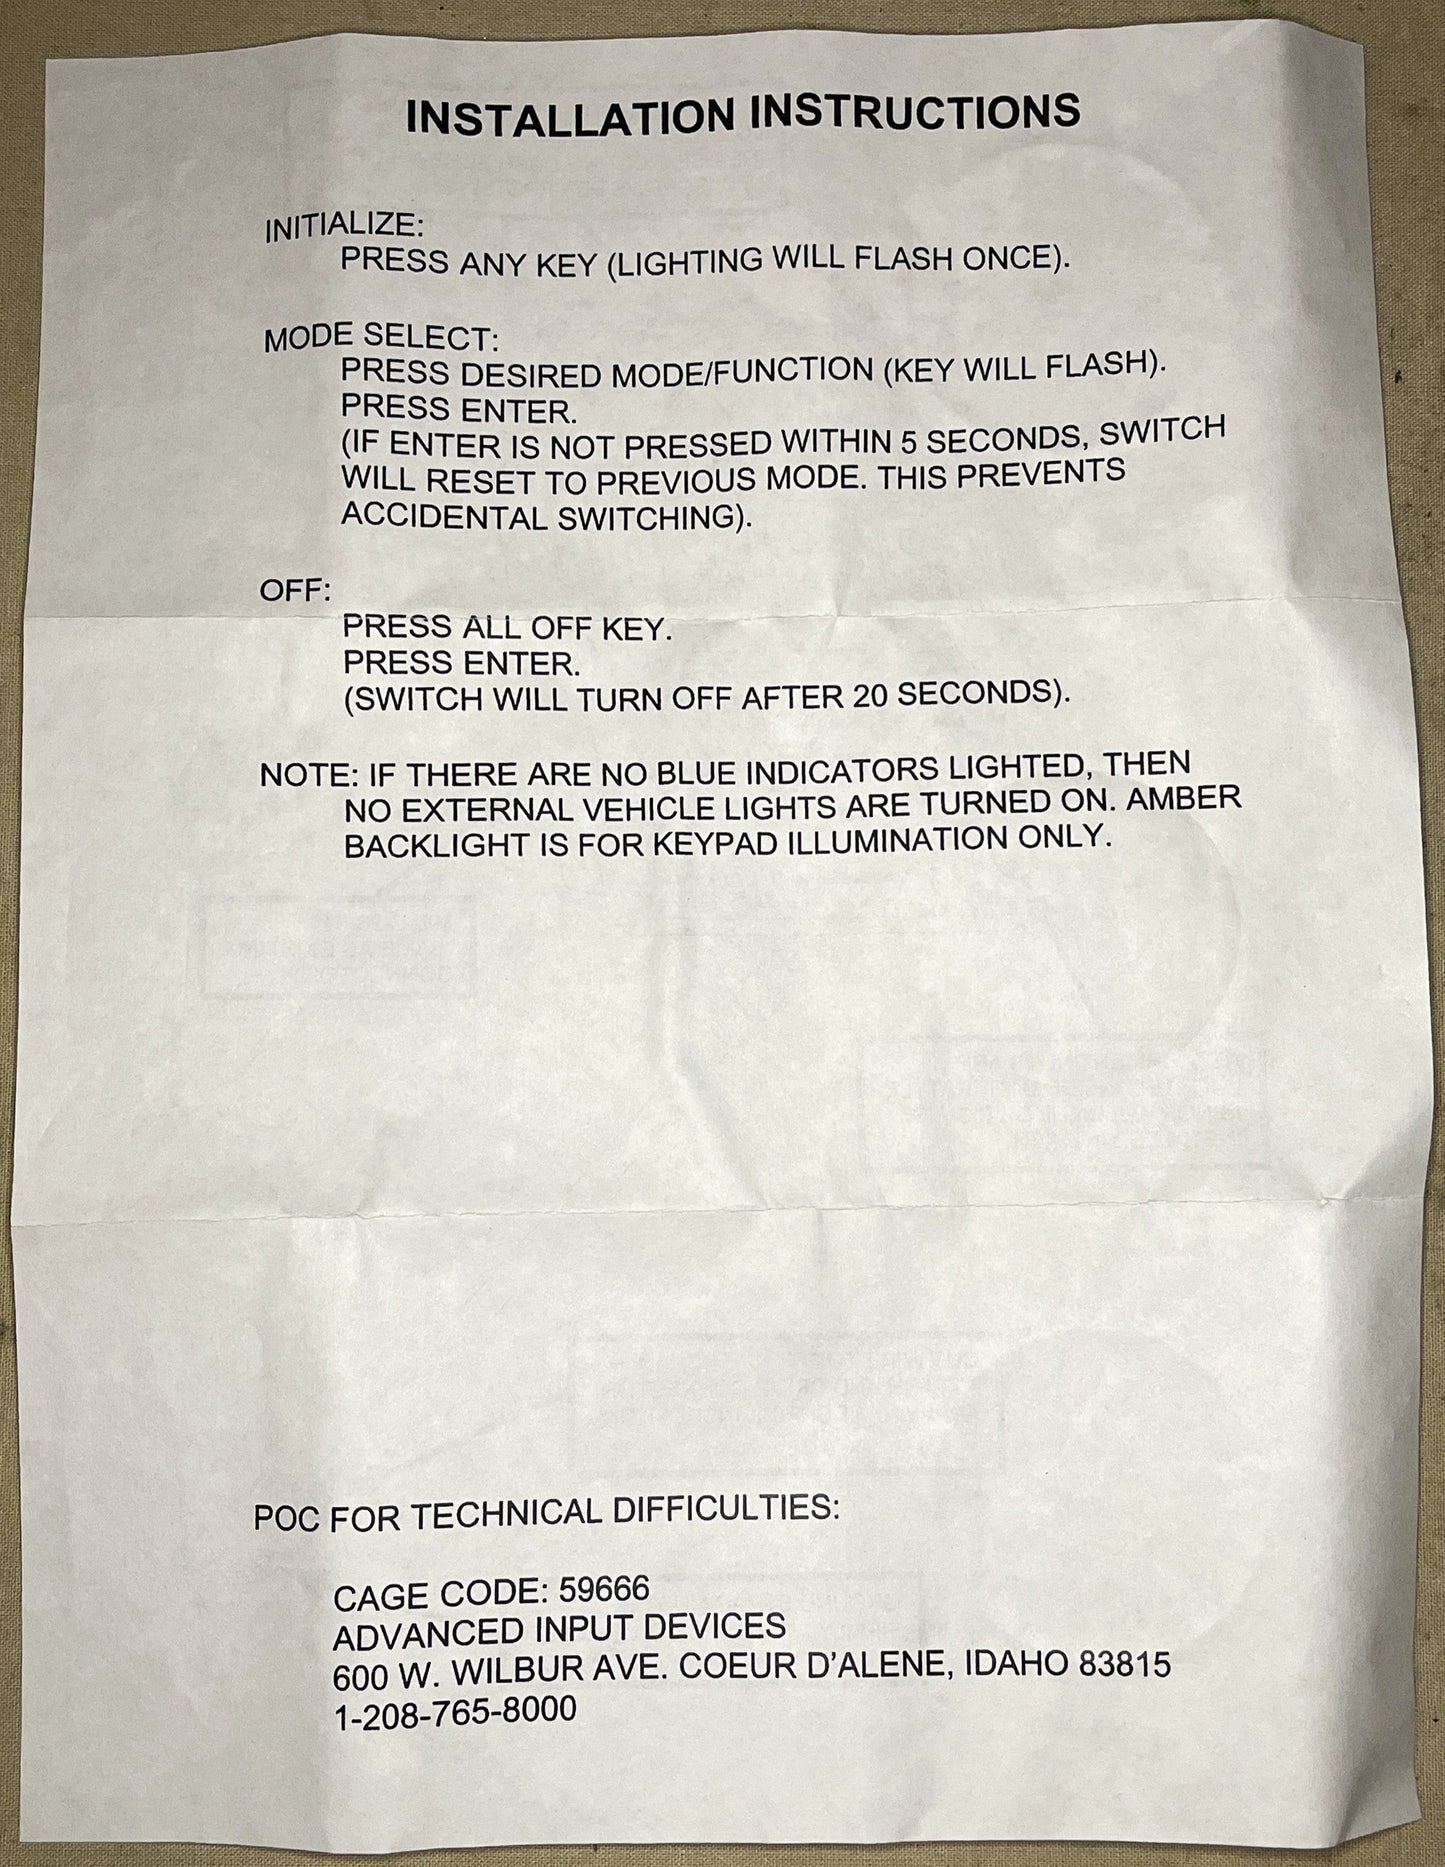 INSTALLATION INSTRUCTIONS
INITIALIZE:
PRESS ANY KEY (LIGHTING WILL FLASH ONCE).
MODE SELECT:
PRESS DESIRED MODE/FUNCTION (KEY WILL FLASH).
PRESS ENTER.
(IF ENTER IS NOT PRESSED WITHIN 5 SECONDS, SWITCH
WILL RESET TO PREVIOUS MODE. THIS PREVENTS
ACCIDENTAL SWITCHING).
OFF:
PRESS ALL OFF KEY.
PRESS ENTER.
(SWITCH WILL TURN OFF AFTER 20 SECONDS).
NOTE: IF THERE ARE NO BLUE INDICATORS LIGHTED, THEN
NO EXTERNAL VEHICLE LIGHTS ARE TURNED ON. AMBER
BACKLIGHT IS FOR KEYPAD ILLUMINATION ONLY.
POC FOR TECHNICAL DIFFICULTIES:
CAGE CODE: 59666
ADVANCED INPUT DEVICES
600 W. WILBUR AVE. COEUR D'ALENE, IDAHO 83815
1-208-765-8000